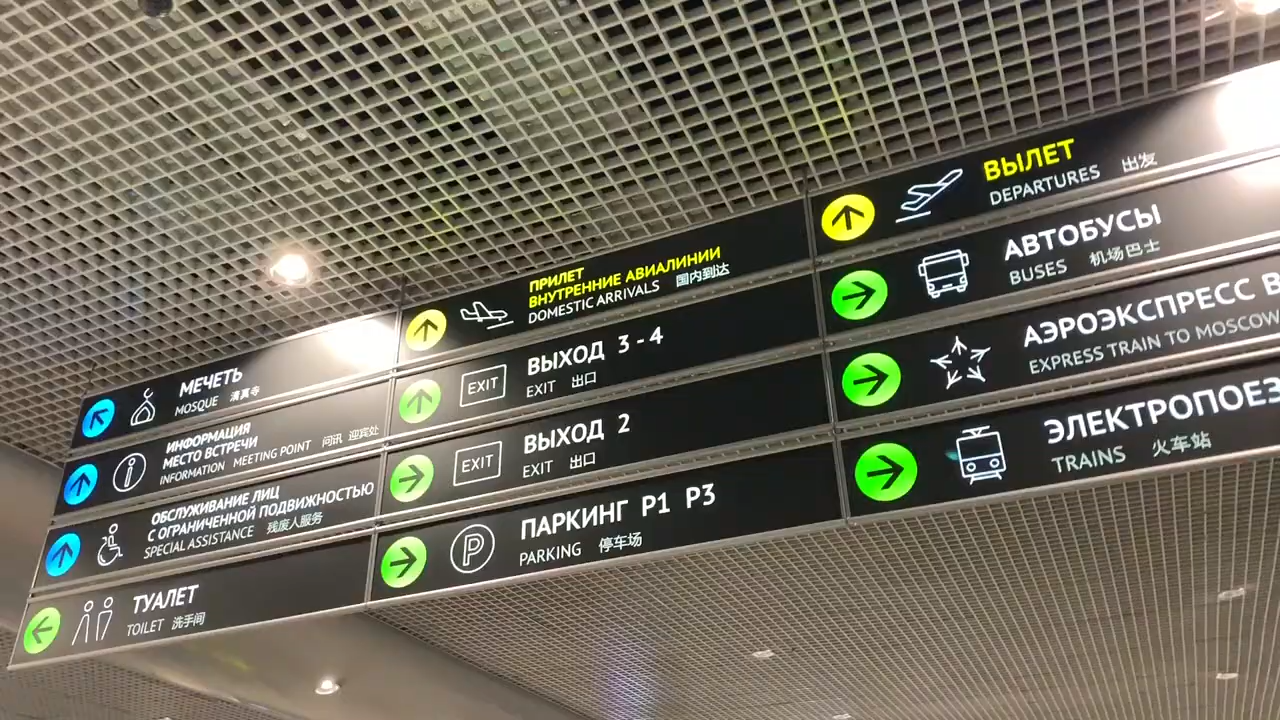 МЕЧЕТЬ
MOSQUE 清真寺
ИНФОРМАЦИЯ
МЕСТО ВСТРЕЧИ
INFORMATION MEETING POINT 问讯 迎宾处
ОБСЛУЖИВАНИЕ ЛИЦ
С ОГРАНИЧЕННОЙ ПОДВИЖНОСТЬЮ
SPECIAL ASSISTANCE 残废人服务
ТУАЛЕТ
TOILET 洗手间
ПРИЛЕТ
ВНУТРЕННИЕ АВИАЛИНИИ
DOMESTIC ARRIVALS 国内到达
EXIT
ВЫХОД 3 - 4
EXIT 出口
EXIT
ВЫХОД 2
EXIT 出口
P
ПАРКИНГ P1 P3
PARKING 停车场
ВЫЛЕТ
DEPARTURES 出发
АВТОБУСЫ
BUSES 机场巴士
АЭРОЭКСПРЕСС В
EXPRESS TRAIN TO MOSCOW
ЭЛЕКТРОПОЕЗ
TRAINS 火车站